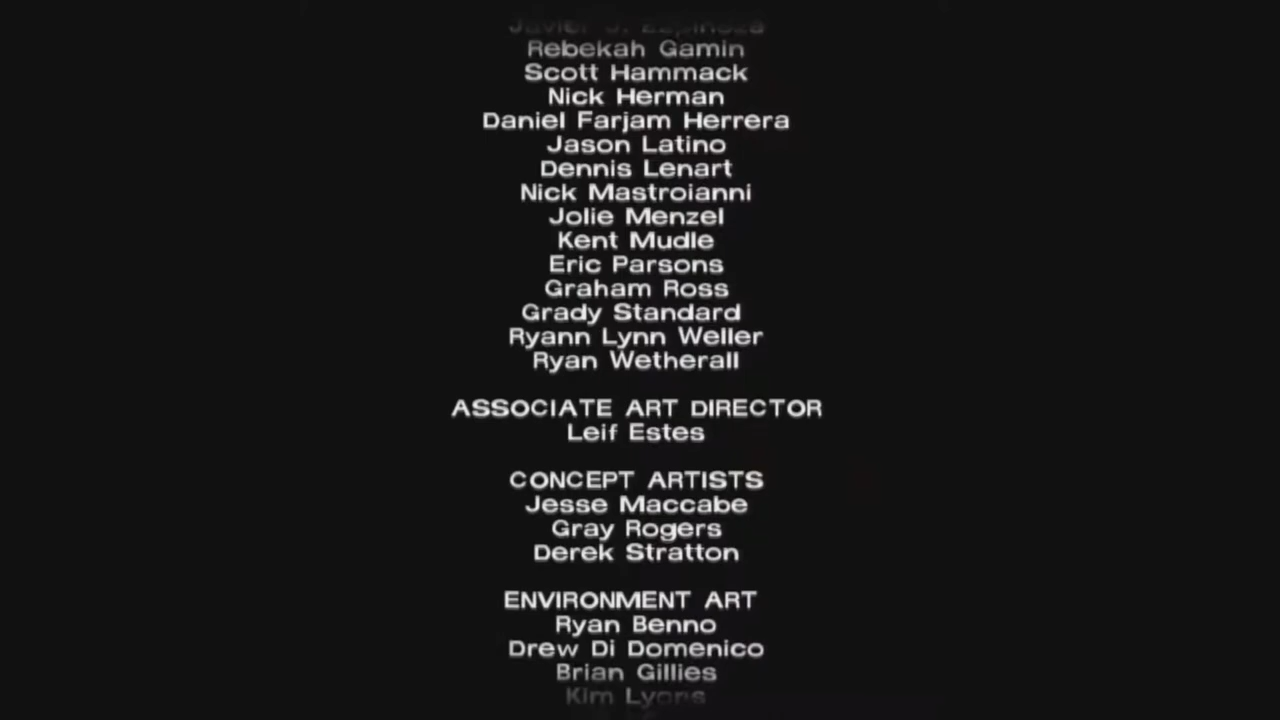 Javier J. Espinoza
Rebekah Gamin
Scott Hammack
Nick Herman
Daniel Farjam Herrera
Jason Latino
Dennis Lenart
Nick Mastroianni
Jolie Menzel
Kent Mudle
Eric Parsons
Graham Ross
Grady Standard
Ryann Lynn Weller
Ryan Wetherall
ASSOCIATE ART DIRECTOR
Leif Estes
CONCEPT ARTISTS
Jesse Maccabe
Gray Rogers
Derek Stratton
ENVIRONMENT ART
Ryan Benno
Drew Di Domenico
Brian Gillies
Kim Lyons